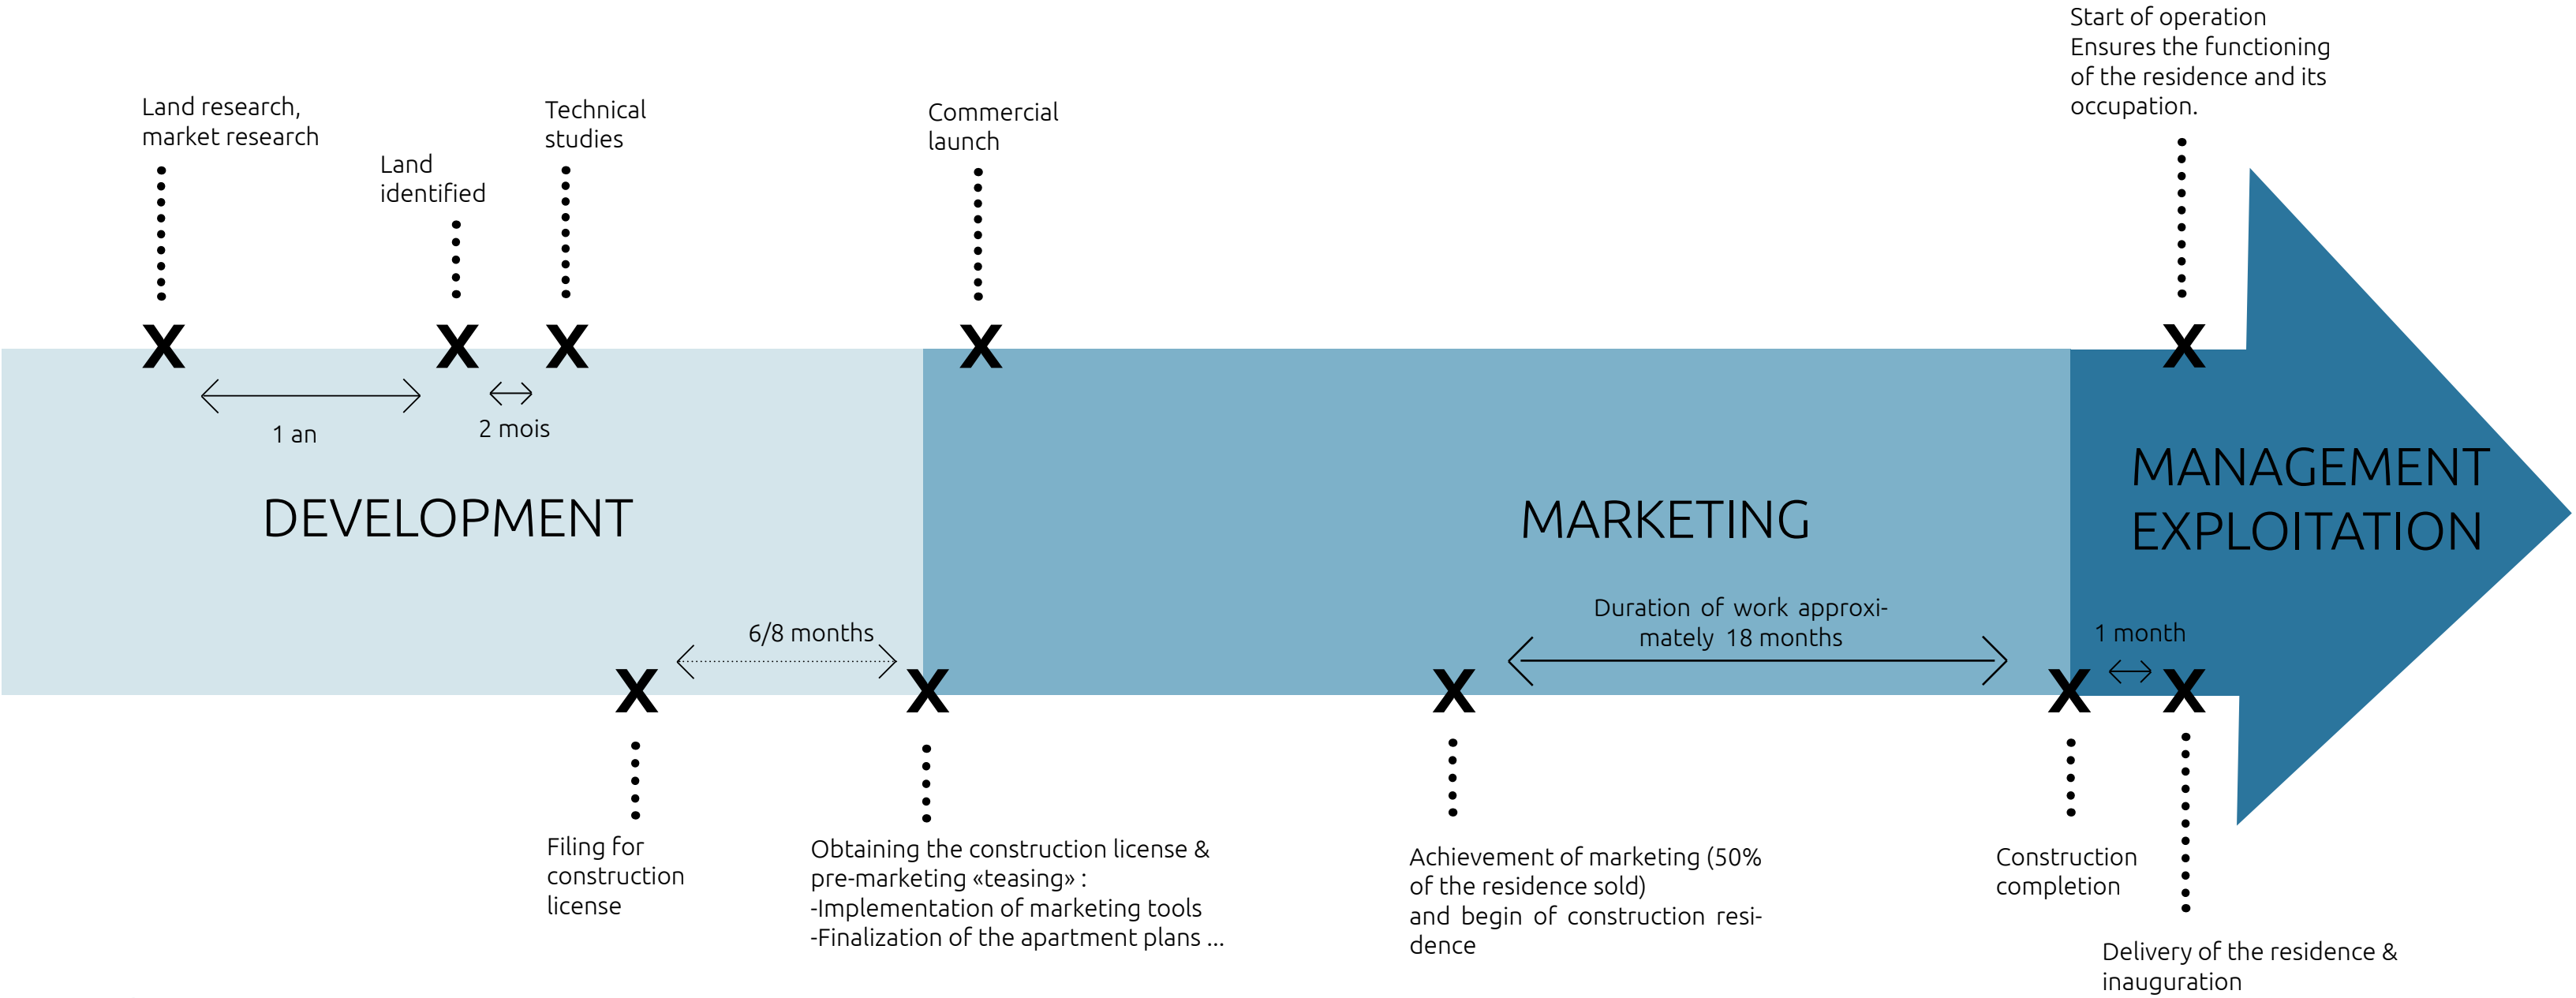 Start of operation
Ensures the functioning
of the residence and its
occupation.
Land research,
market research
Technical
studies
Commercial
launch
Land
identified
X
X
X
X
X
1 an
2 mois
DEVELOPMENT
MARKETING
MANAGEMENT
EXPLOITATION
6/8 months
Duration of work approxi-
mately 18 months
1 month
X
X
X
X
X
Filing for
construction
license
Obtaining the construction license &
pre-marketing «teasing» :
-Implementation of marketing tools
-Finalization of the apartment plans ...
Achievement of marketing (50%
of the residence sold)
and begin of construction resi-
dence
Construction
completion
Delivery of the residence &
inauguration